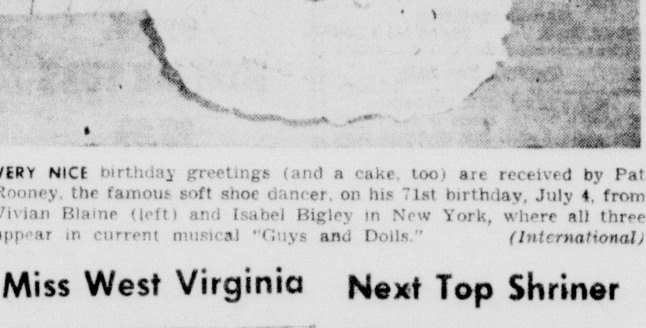 VERY NICE birthday greetings (and a cake, too) are received by Pat
Rooney, the famous soft shoe dancer, on his 71st birthday, July 4, from
Vivian Blaine (left) and Isabel Bigley in New York, where all three
appear in current musical "Guys and Dolls." (International)
Miss West Virginia Next Top Shriner